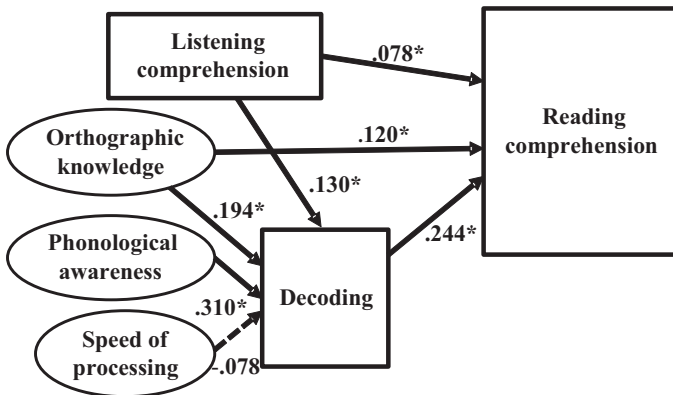 Listening
comprehension
.078*
Orthographic
knowledge
.120*
Reading
comprehension
.130*
.194*
Phonological
awareness
.244*
Decoding
.310*
Speed of
processing
-.078